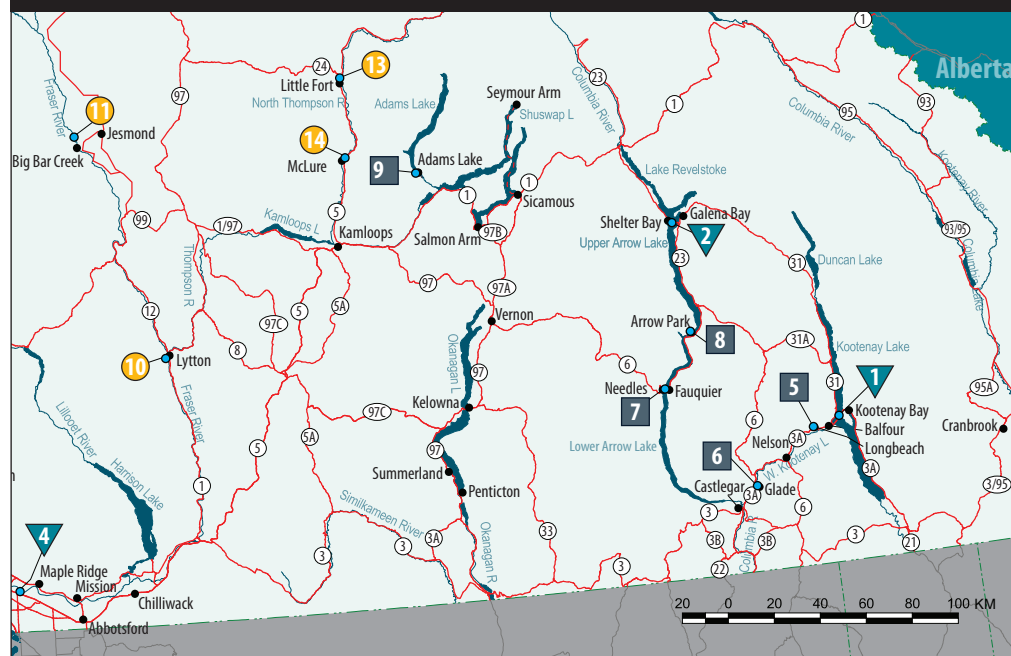 1
Alberta
24
13
Little Fort
North Thompson R
Adams Lake
Seymour Arm
Shuswap L
23
Columbia River
1
Columbia River
95
93
Kootenay River
Fraser River
97
11
Jesmond
Big Bar Creek
14
McLure
9
Adams Lake
1
1
Sicamous
Lake Revelstoke
99
1/97
Kamloops L
5
Kamloops
Salmon Arm
97B
Shelter Bay
Galena Bay
2
Upper Arrow Lake
23
93/95
Columbia Lake
Thompson R
97
97A
31
Duncan Lake
12
97C
5
5A
Vernon
Arrow Park
8
31A
Kootenay Lake
10
Lytton
8
Okanagan L
97
6
Needles
Fauquier
7
31
5
1
95A
Fraser River
97C
Kelowna
6
Kootenay Bay
Balfour
Longbeach
Cranbrook
Lillooet River
5
5A
97
Lower Arrow Lake
Nelson
3A
W. Kootenay L
6
Harrison Lake
1
Summerland
Penticton
Castlegar
3A
Glade
3A
3/95
Similkameen River
3
3
3A
Okanagan R
33
3
3B
Columbia R
3B
6
3
21
4
Maple Ridge
Mission
Chilliwack
Abbotsford
3
22
20 0 20 40 60 80 100 KM